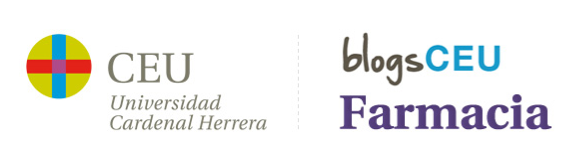 CEU
Universidad
Cardenal Herrera
blogsCEU
Farmacia